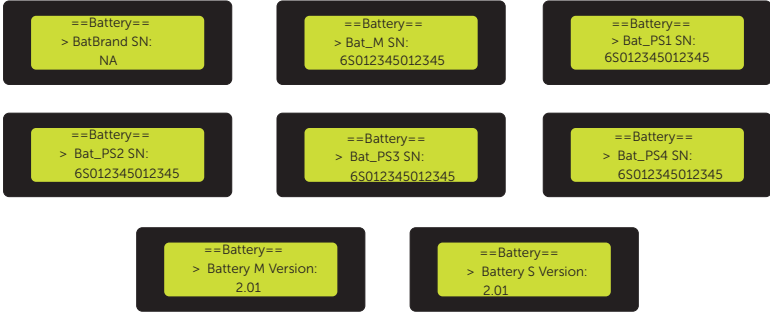 ==Battery==
> BatBrand SN:
NA
==Battery==
> Bat_M SN:
6S012345012345
==Battery==
> Bat_PS1 SN:
6S012345012345
==Battery==
> Bat_PS2 SN:
6S012345012345
==Battery==
> Bat_PS3 SN:
6S012345012345
==Battery==
> Bat_PS4 SN:
6S012345012345
==Battery==
> Battery M Version:
2.01
==Battery==
> Battery S Version:
2.01